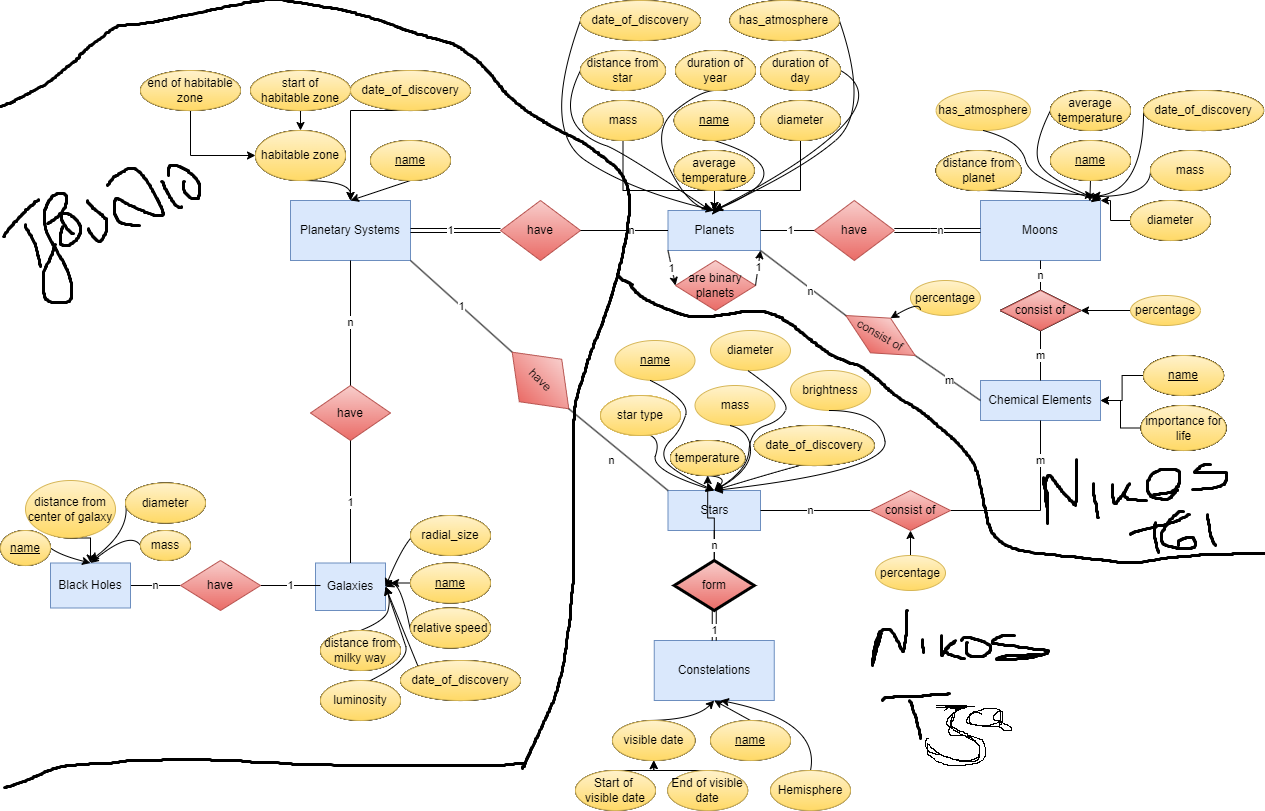 date_of_discovery
has_atmosphere
distance from
star
duration of
year
duration of
day
mass
name
diameter
average
temperature
end of habitable
zone
start of
habitable zone
date_of_discovery
habitable zone
name
has_atmosphere
average
temperature
date_of_discovery
distance from
planet
name
mass
diameter
Planetary Systems
1
have
n
Planets
1
have
n
Moons
1
are binary
planets
1
n
consist of
percentage
m
n
consist of
percentage
m
Chemical Elements
name
importance for
life
1
have
n
n
have
1
name
diameter
star type
mass
brightness
temperature
date_of_discovery
Stars
n
consist of
m
percentage
NIKOS
distance from
center of galaxy
diameter
name
mass
Black Holes
n
have
1
Galaxies
radial_size
name
relative speed
distance from
milky way
date_of_discovery
luminosity
n
form
1
Constelations
NIKOS
visible date
name
Start of
visible date
End of visible
date
Hemisphere